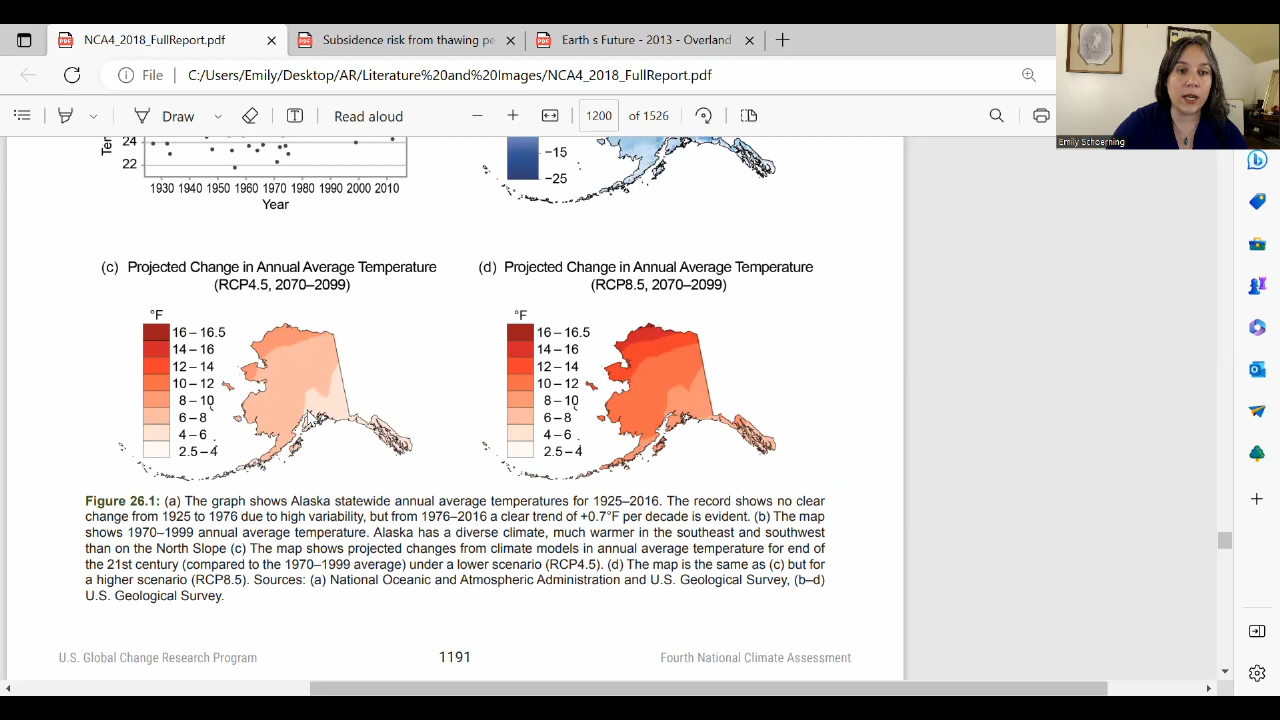 NCA4_2018_FullReport.pdf
Subsidence risk from thawing pe
Earth s Future - 2013 - Overland
File
C:/Users/Emily/Desktop/AR/Literature%20and%20Images/NCA4_2018_FullReport.pdf
Draw
Read aloud
1200 of 1526
Emily Schoerning
Ten
24
22
1930 1940 1950 1960 1970 1980 1990 2000 2010
Year
−15
−25
(c) Projected Change in Annual Average Temperature
(RCP4.5, 2070–2099)
°F
16 – 16.5
14 – 16
12 – 14
10 – 12
8 – 10
6 – 8
4 – 6
2.5 – 4
(d) Projected Change in Annual Average Temperature
(RCP8.5, 2070–2099)
°F
16 – 16.5
14 – 16
12 – 14
10 – 12
8 – 10
6 – 8
4 – 6
2.5 – 4
Figure 26.1: (a) The graph shows Alaska statewide annual average temperatures for 1925–2016. The record shows no clear
change from 1925 to 1976 due to high variability, but from 1976–2016 a clear trend of +0.7°F per decade is evident. (b) The map
shows 1970–1999 annual average temperature. Alaska has a diverse climate, much warmer in the southeast and southwest
than on the North Slope (c) The map shows projected changes from climate models in annual average temperature for end of
the 21st century (compared to the 1970–1999 average) under a lower scenario (RCP4.5). (d) The map is the same as (c) but for
a higher scenario (RCP8.5). Sources: (a) National Oceanic and Atmospheric Administration and U.S. Geological Survey, (b–d)
U.S. Geological Survey.
U.S. Global Change Research Program
1191
Fourth National Climate Assessment